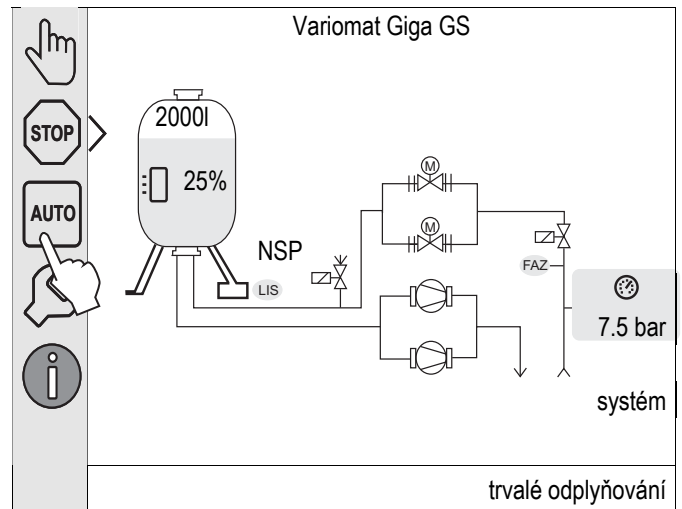 Variomat Giga GS
STOP
2000l
25%
AUTO
NSP
LIS
M
M
FAZ
7.5 bar
systém
trvalé odplyňování